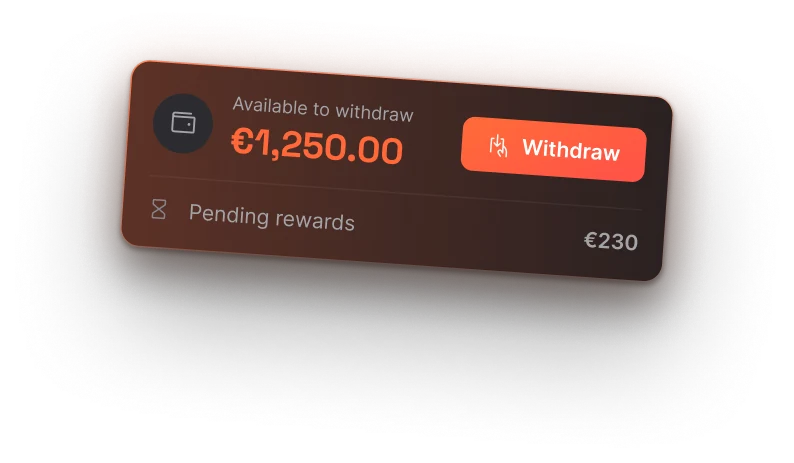 Available to withdraw
€1,250.00
Withdraw
Pending rewards
€230